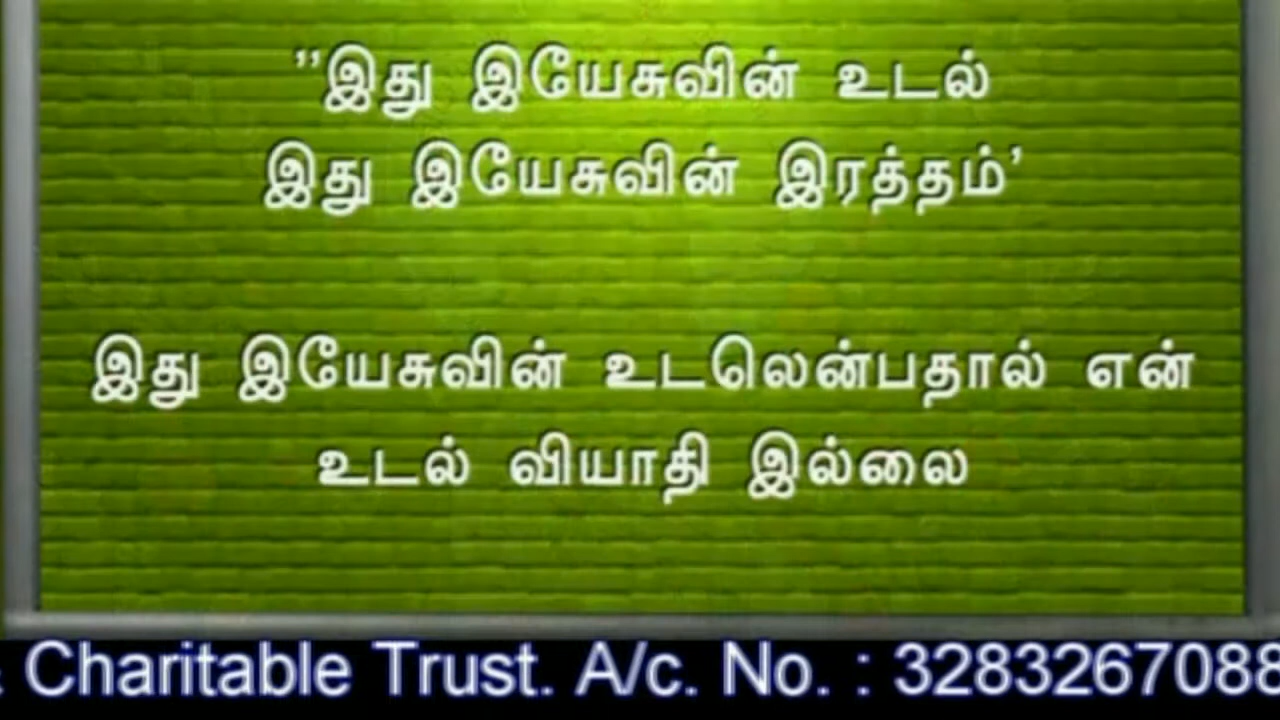 ”இது இயேசுவின் உடல்
இது இயேசுவின் இரத்தம்’
இது இயேசுவின் உடலென்பதால் என்
உடல் வியாதி இல்லை
Charitable Trust. A/c. No. : 3283267088